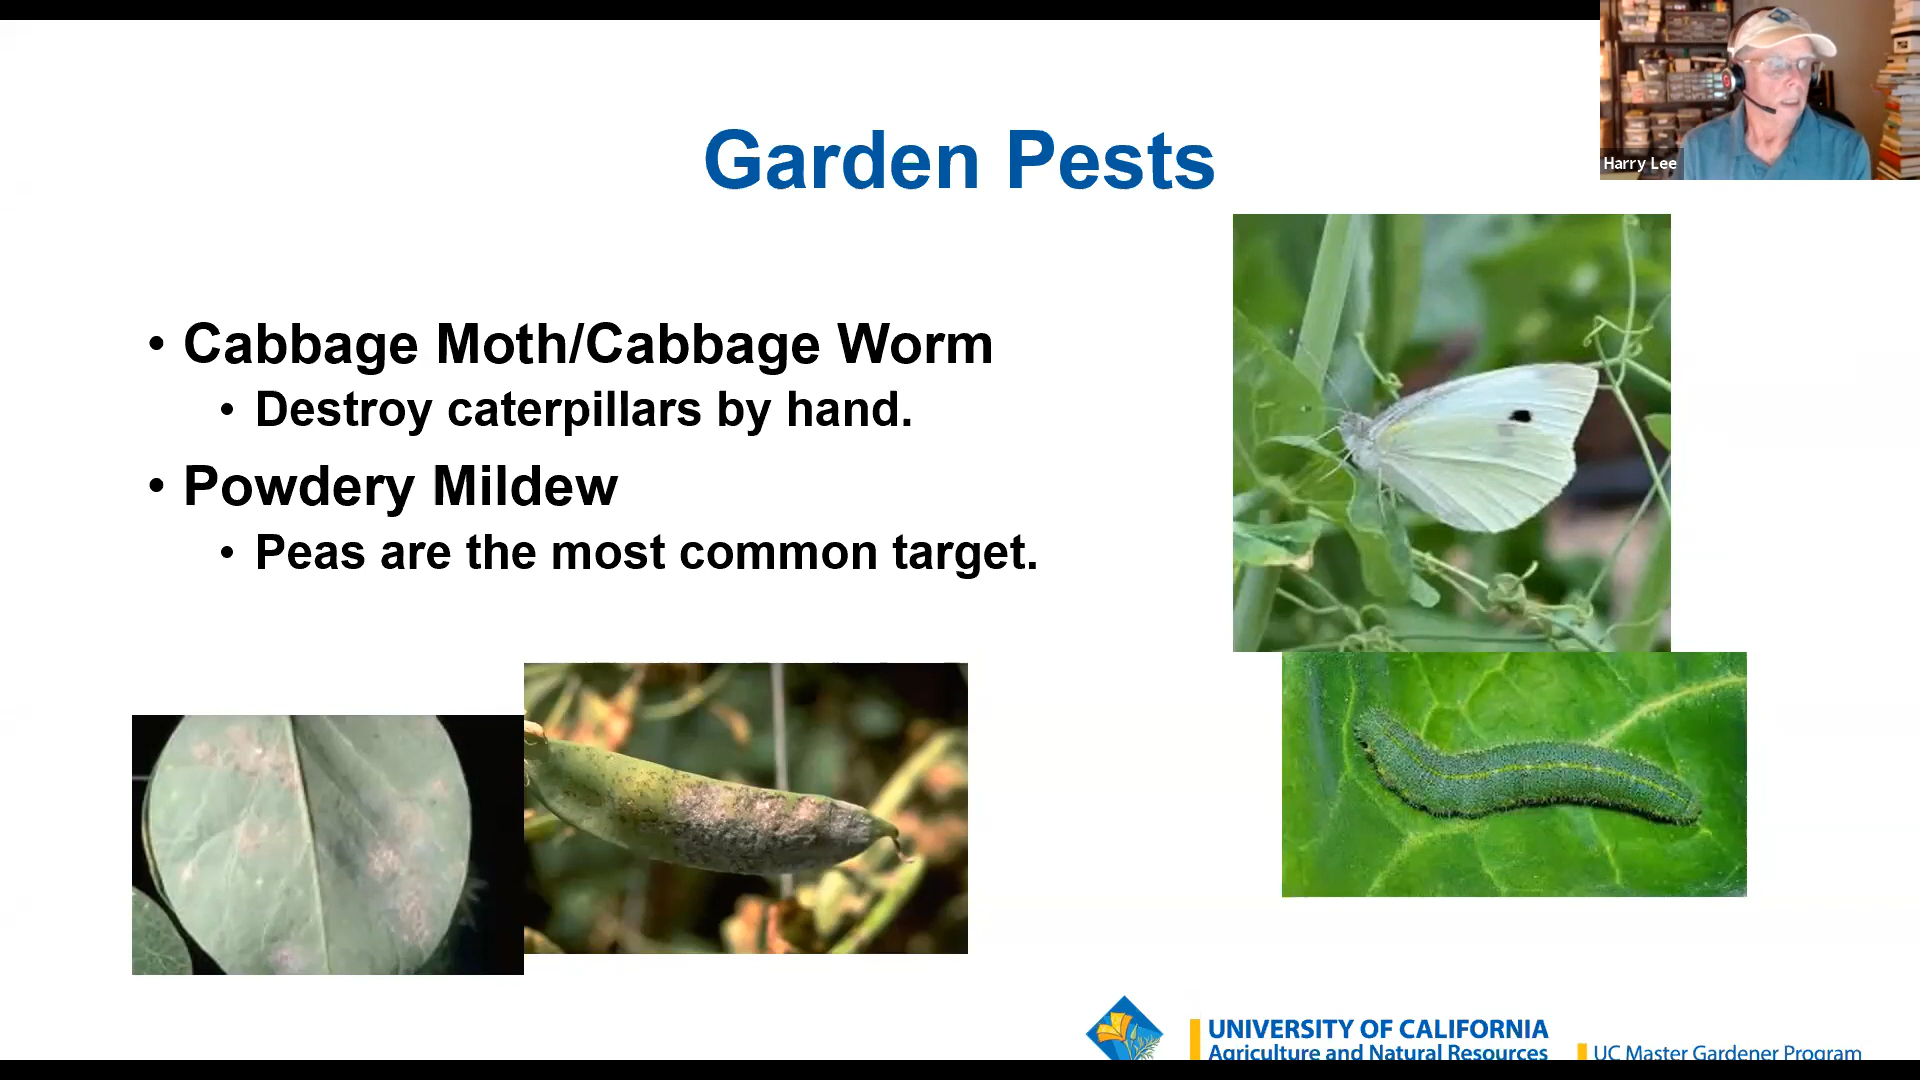 Harry Lee
Garden Pests
• Cabbage Moth/Cabbage Worm
• Destroy caterpillars by hand.
• Powdery Mildew
• Peas are the most common target.
UNIVERSITY OF CALIFORNIA
Agriculture and Natural Resources
UC Master Gardener Program